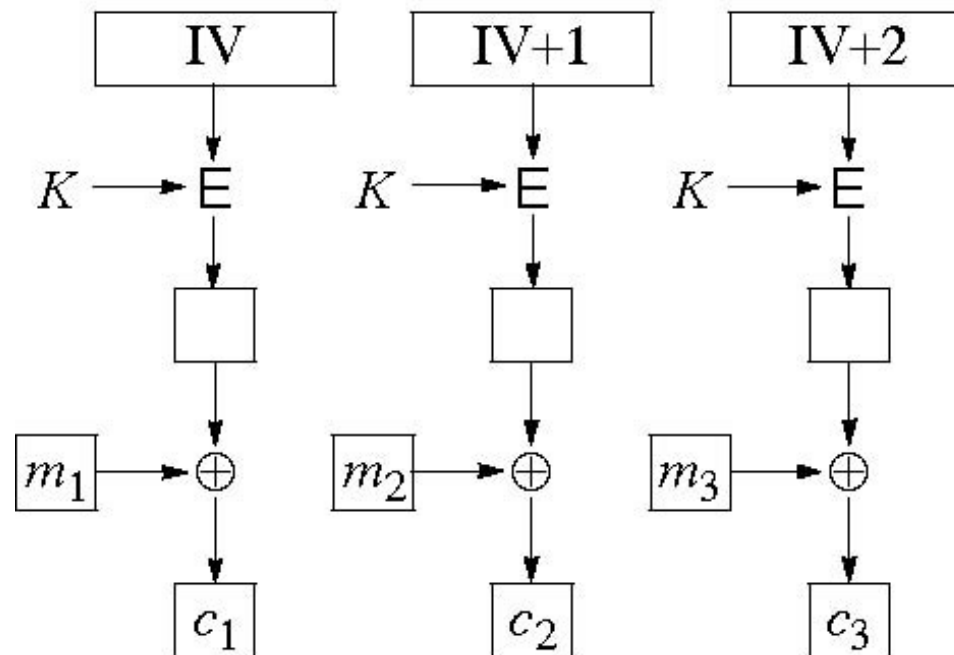 IV IV+1 IV+2
K E K E K E
m₁ ⊕ m₂ ⊕ m₃ ⊕
c₁ c₂ c₃